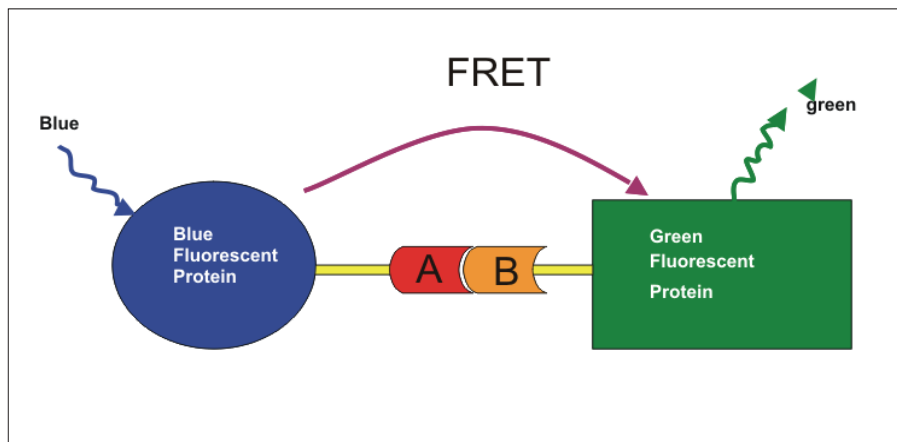 FRET
Blue
green
Blue
Fluorescent
Protein
A
B
Green
Fluorescent
Protein